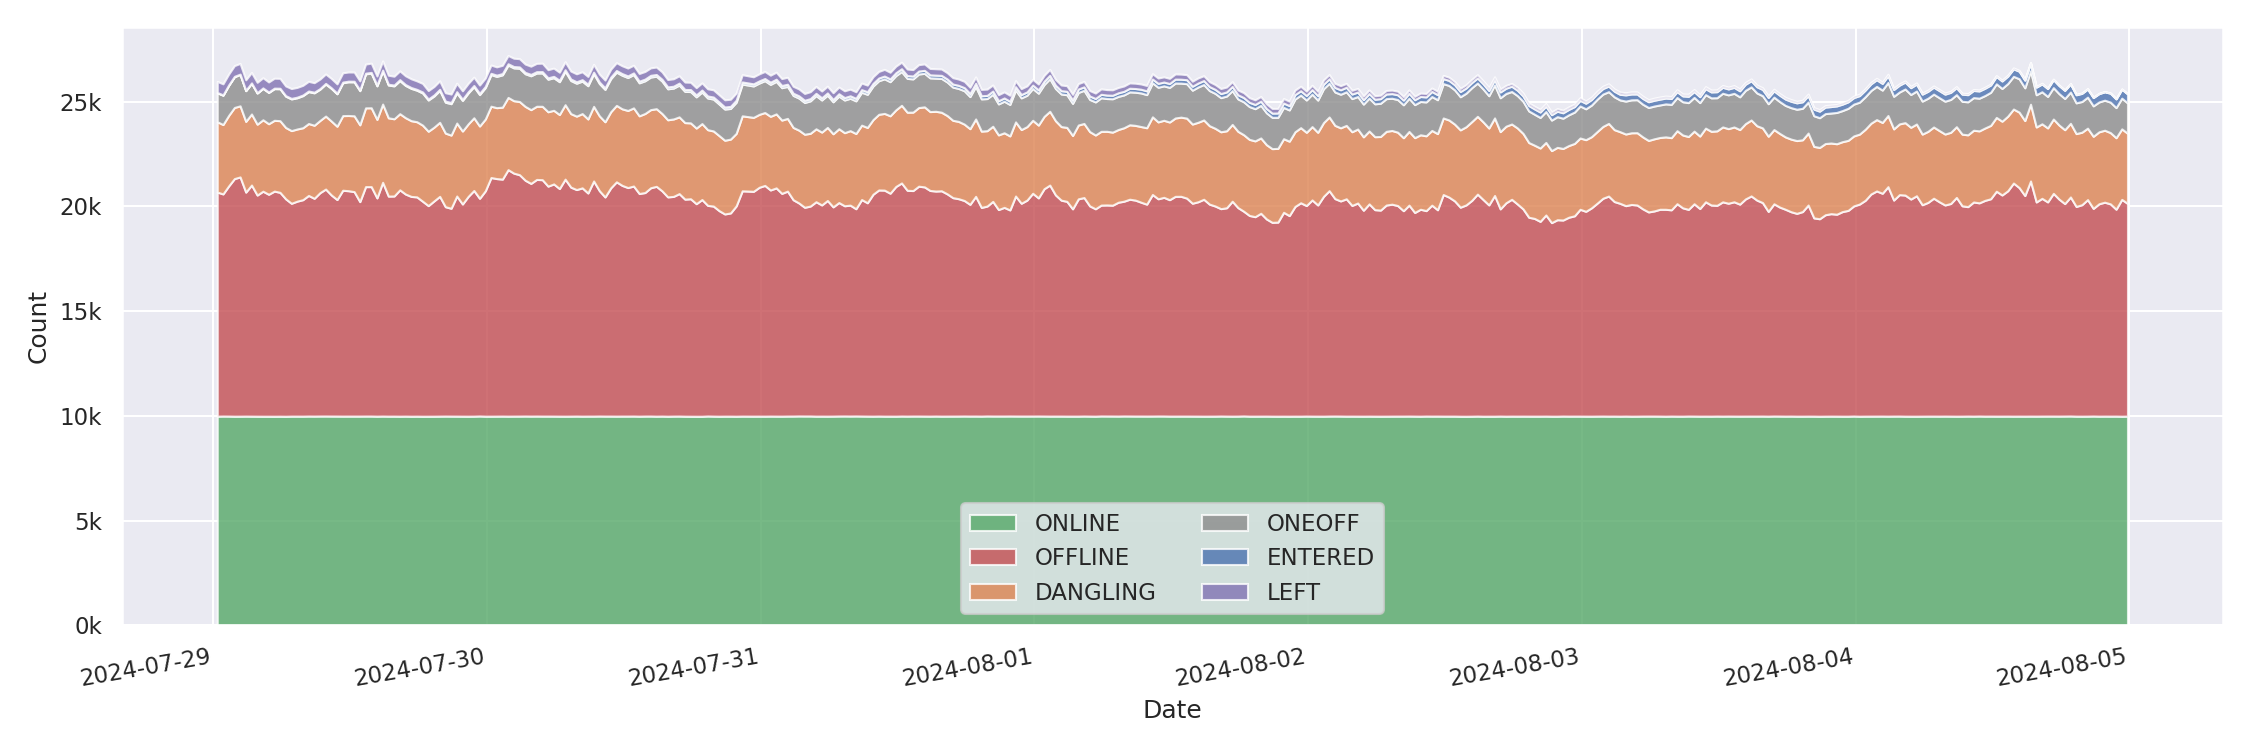 Count
25k
20k
15k
10k
5k
0k
ONLINE
OFFLINE
DANGLING
ONEOFF
ENTERED
LEFT
2024-07-29
2024-07-30
2024-07-31
2024-08-01
2024-08-02
2024-08-03
2024-08-04
2024-08-05
Date